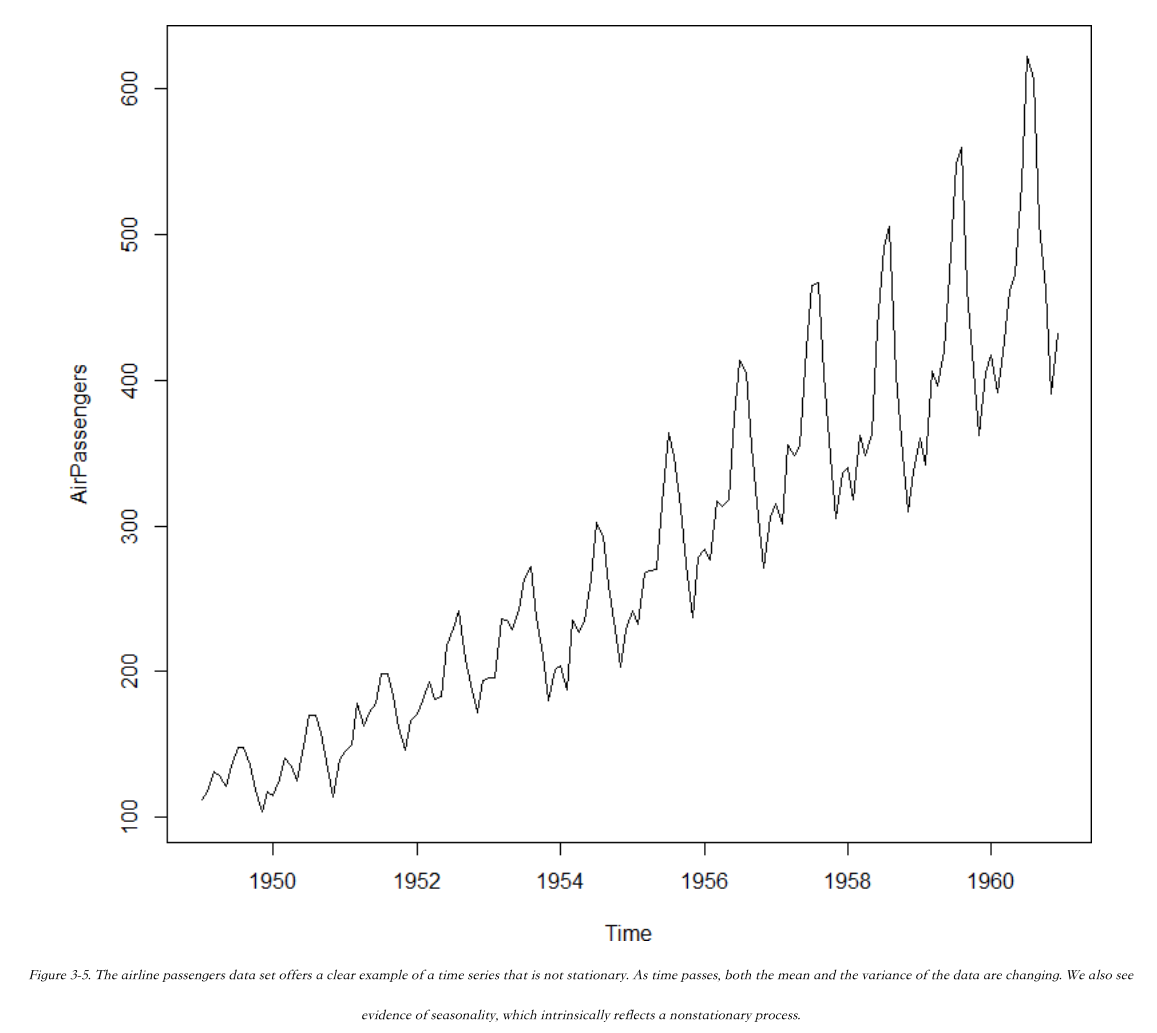 600
500
400
300
200
100
AirPassengers
1950 1952 1954 1956 1958 1960
Time
Figure 3-5. The airline passengers data set offers a clear example of a time series that is not stationary. As time passes, both the mean and the variance of the data are changing. We also see
evidence of seasonality, which intrinsically reflects a nonstationary process.